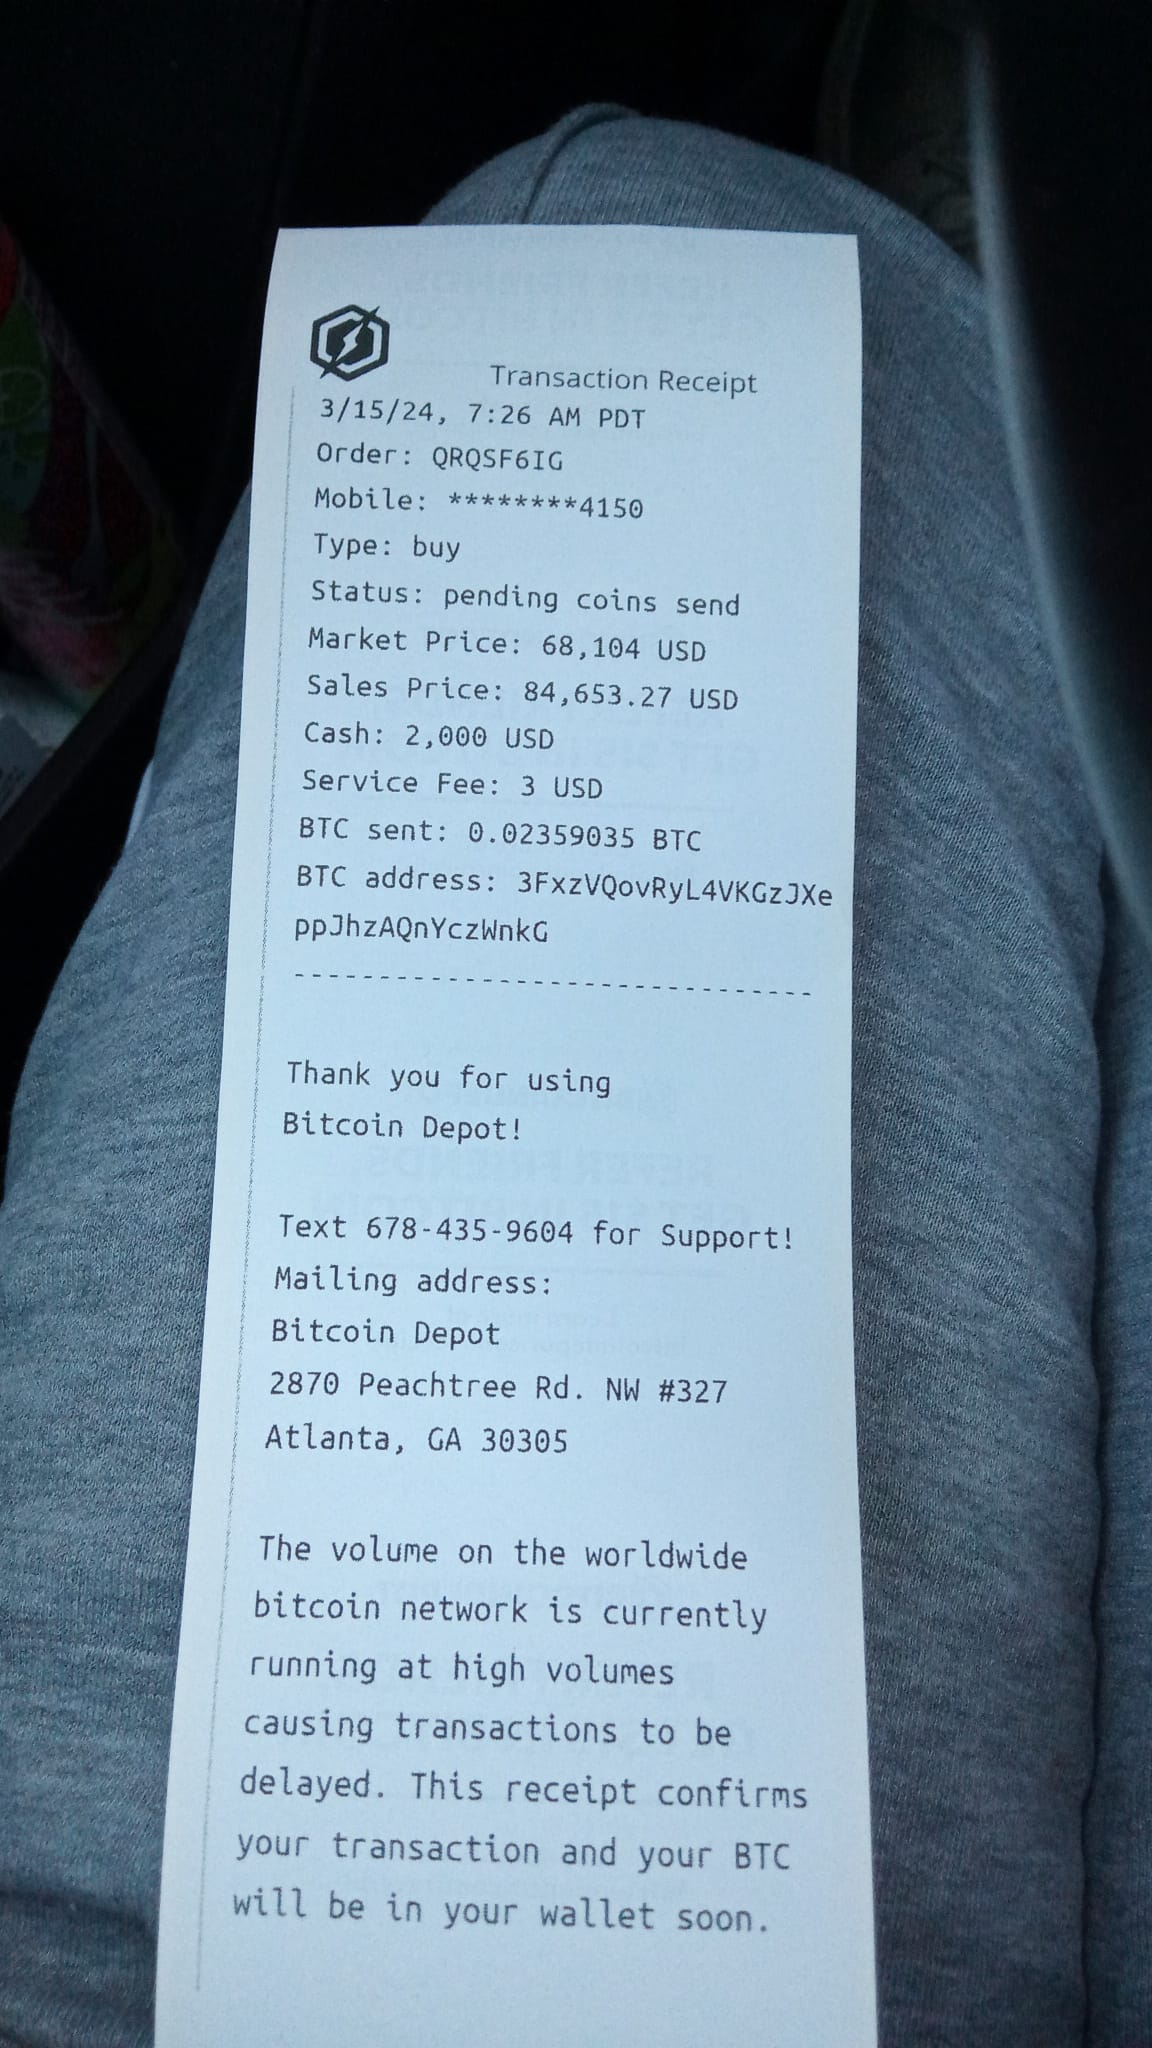 Transaction Receipt
3/15/24, 7:26 AM PDT
Order: QRQSF6IG
Mobile: ********4150
Type: buy
Status: pending coins send
Market Price: 68,104 USD
Sales Price: 84,653.27 USD
Cash: 2,000 USD
Service Fee: 3 USD
BTC sent: 0.02359035 BTC
BTC address: 3FxzVQovRyL4VKGzJXe
ppJhzAQnYczWnkG
-------------------------------
Thank you for using
Bitcoin Depot!
Text 678-435-9604 for Support!
Mailing address:
Bitcoin Depot
2870 Peachtree Rd. NW #327
Atlanta, GA 30305
The volume on the worldwide
bitcoin network is currently
running at high volumes
causing transactions to be
delayed. This receipt confirms
your transaction and your BTC
will be in your wallet soon.